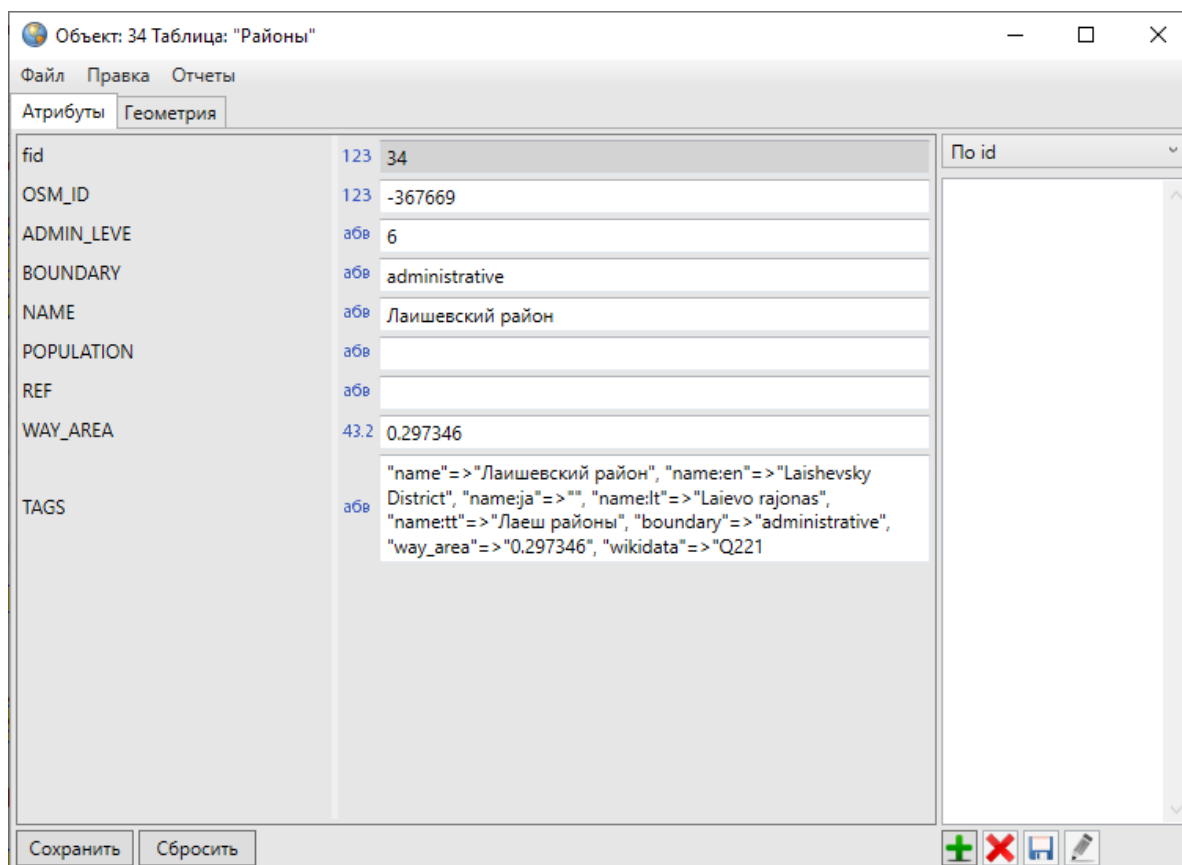 Объект: 34 Таблица: "Районы"
Файл Правка Отчеты
Атрибуты Геометрия
fid 123 34
По id
OSM_ID 123 -367669
ADMIN_LEVE абв 6
BOUNDARY абв administrative
NAME абв Лаишевский район
POPULATION абв
REF абв
WAY_AREA 43.2 0.297346
TAGS абв
"name"=>"Лаишевский район", "name:en"=>"Laishevsky
District", "name:ja"=>"", "name:lt"=>"Laievo rajonas",
"name:tt"=>"Лаеш районы", "boundary"=>"administrative",
"way_area"=>"0.297346", "wikidata"=>"Q221
Сохранить Сбросить